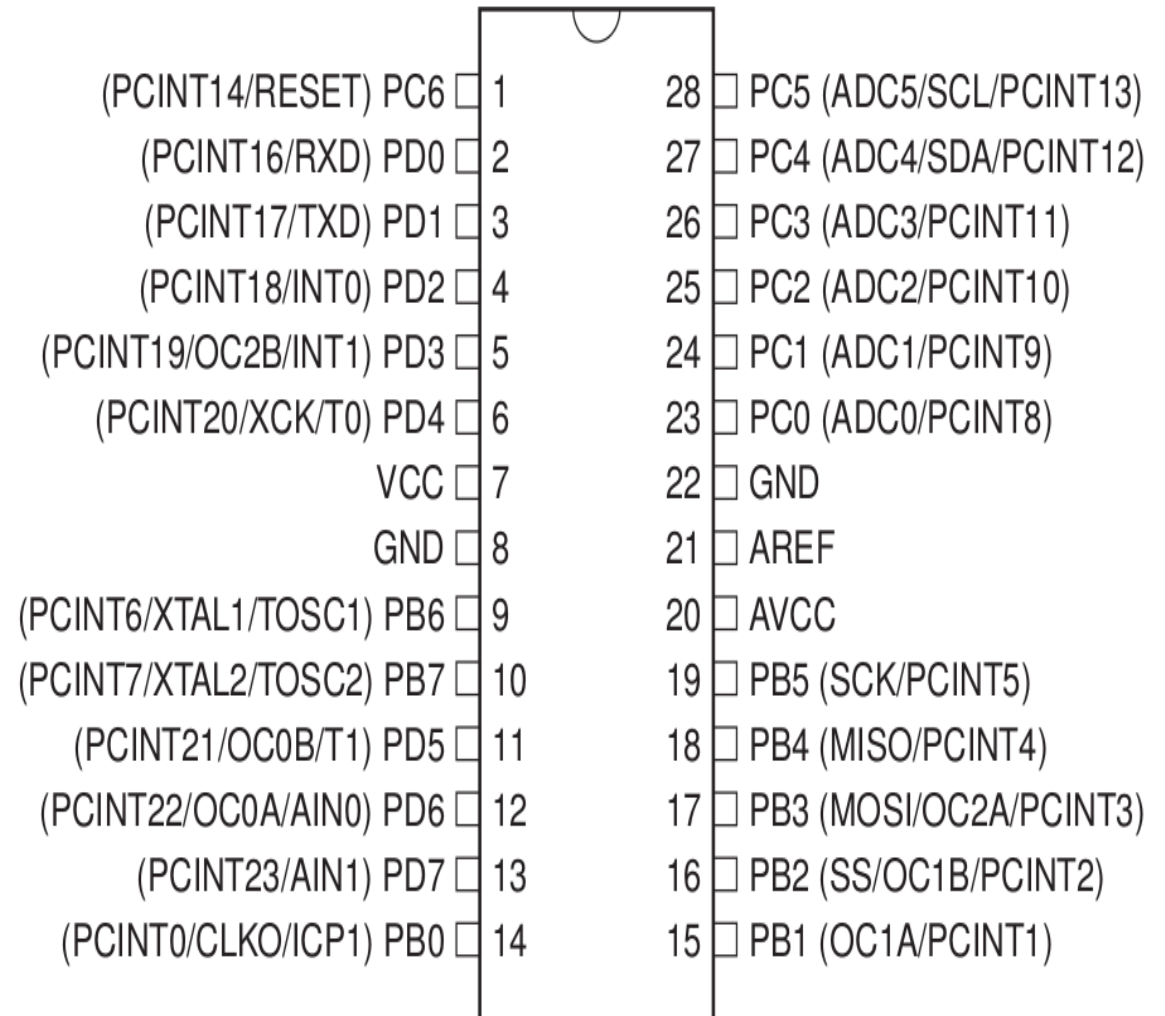 (PCINT14/RESET) PC6 1 28 PC5 (ADC5/SCL/PCINT13)
(PCINT16/RXD) PD0 2 27 PC4 (ADC4/SDA/PCINT12)
(PCINT17/TXD) PD1 3 26 PC3 (ADC3/PCINT11)
(PCINT18/INT0) PD2 4 25 PC2 (ADC2/PCINT10)
(PCINT19/OC2B/INT1) PD3 5 24 PC1 (ADC1/PCINT9)
(PCINT20/XCK/T0) PD4 6 23 PC0 (ADC0/PCINT8)
VCC 7 22 GND
GND 8 21 AREF
(PCINT6/XTAL1/TOSC1) PB6 9 20 AVCC
(PCINT7/XTAL2/TOSC2) PB7 10 19 PB5 (SCK/PCINT5)
(PCINT21/OC0B/T1) PD5 11 18 PB4 (MISO/PCINT4)
(PCINT22/OC0A/AIN0) PD6 12 17 PB3 (MOSI/OC2A/PCINT3)
(PCINT23/AIN1) PD7 13 16 PB2 (SS/OC1B/PCINT2)
(PCINT0/CLKO/ICP1) PB0 14 15 PB1 (OC1A/PCINT1)